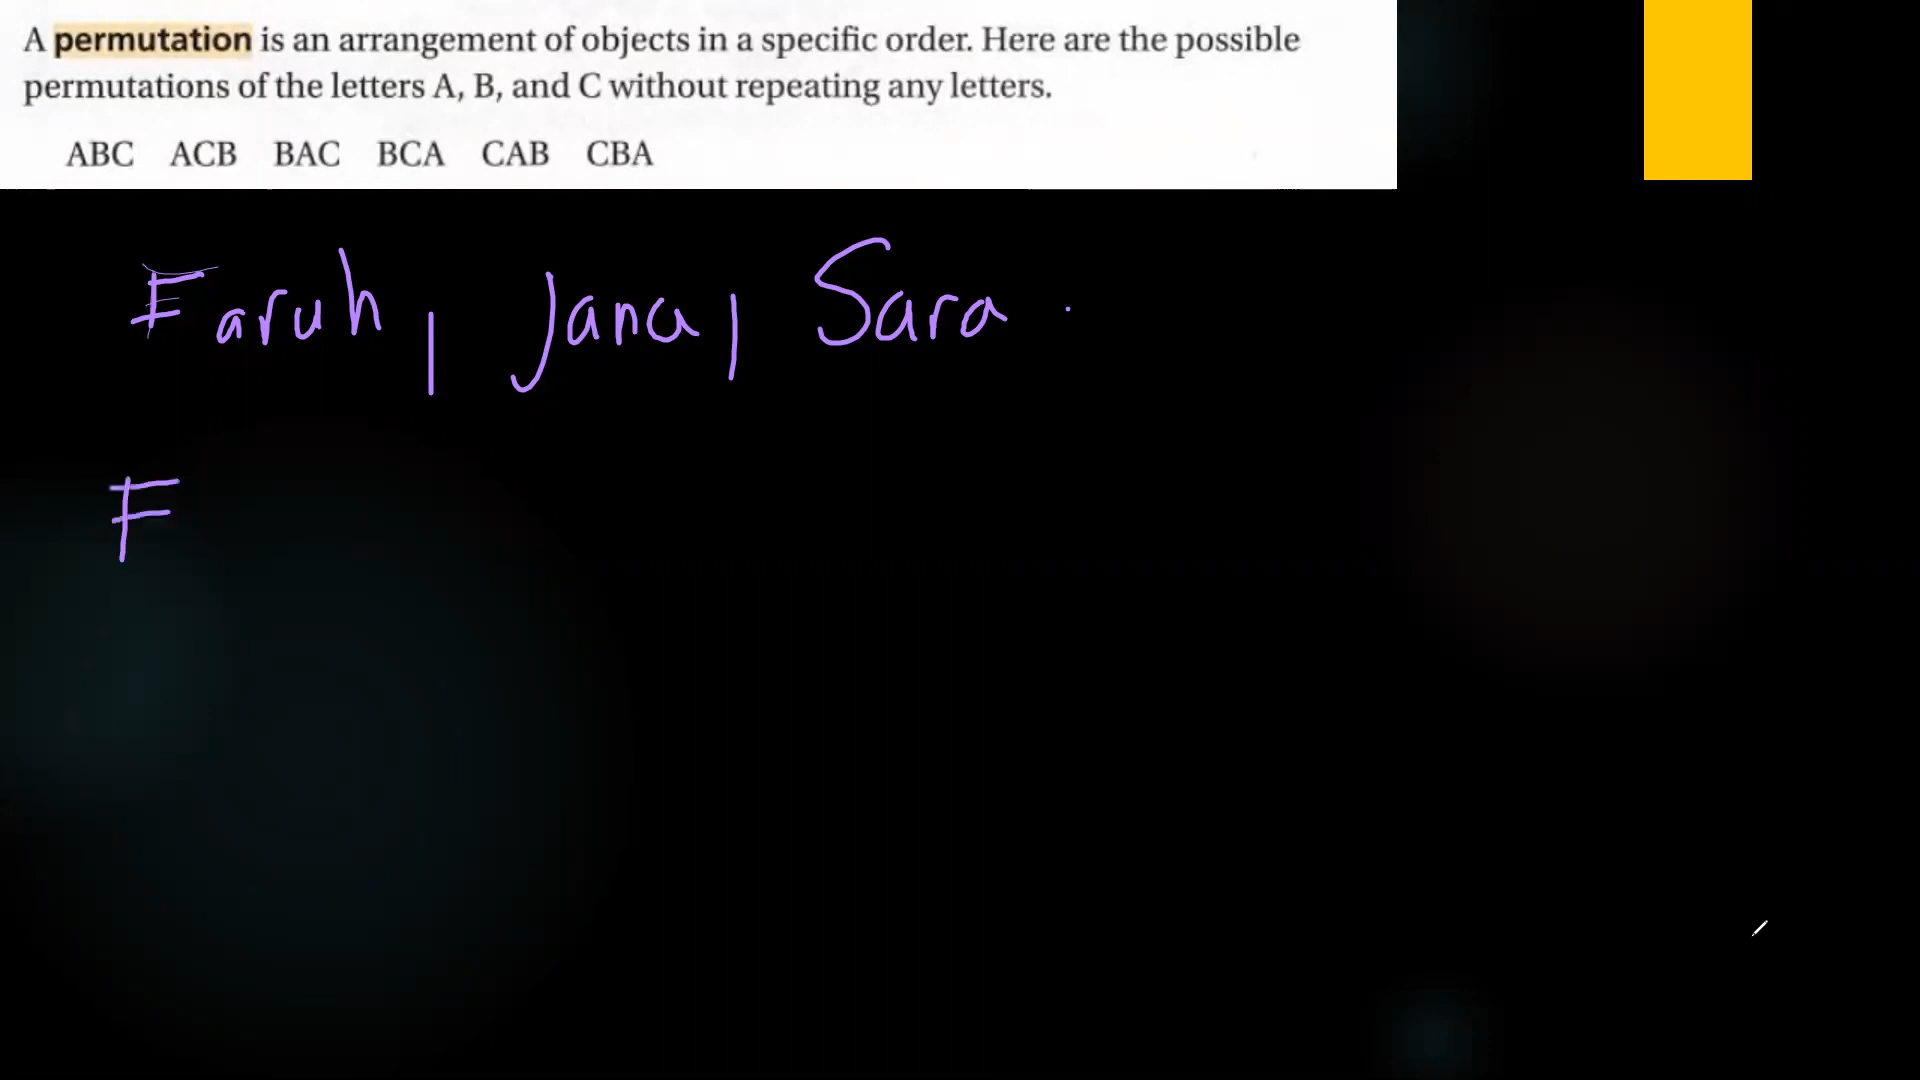 A permutation is an arrangement of objects in a specific order. Here are the possible
permutations of the letters A, B, and C without repeating any letters.
ABC ACB BAC BCA CAB CBA
Faruh, Jana, Sara
F